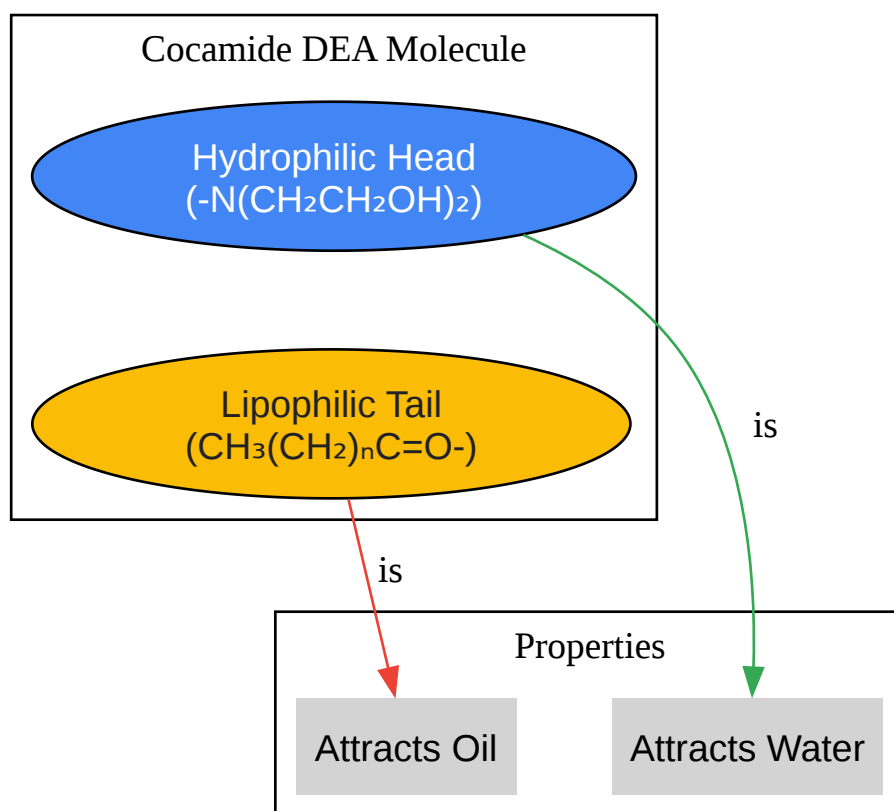 Cocamide DEA Molecule
Hydrophilic Head
(-N(CH₂CH₂OH)₂)
Lipophilic Tail
(CH₃(CH₂)ₙC=O-)
is
is
Properties
Attracts Oil
Attracts Water